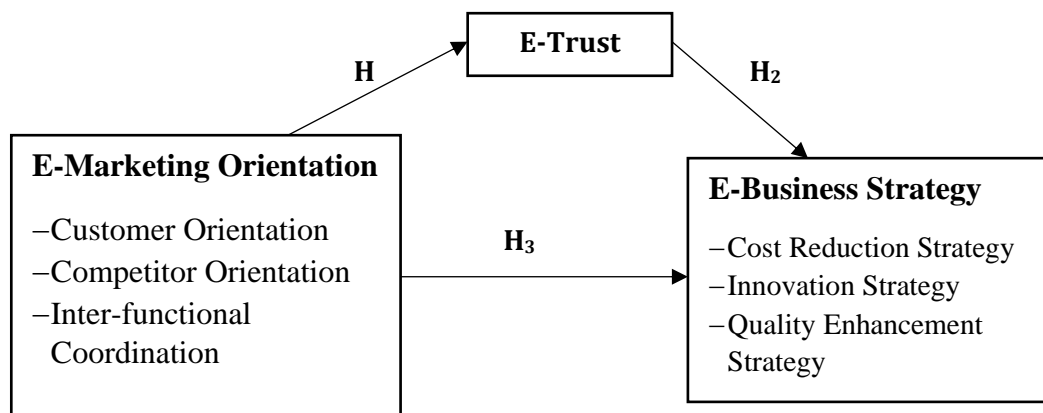 E-Trust
H
H₂
E-Marketing Orientation
–Customer Orientation
–Competitor Orientation
–Inter-functional
Coordination
H₃
E-Business Strategy
–Cost Reduction Strategy
–Innovation Strategy
–Quality Enhancement
Strategy